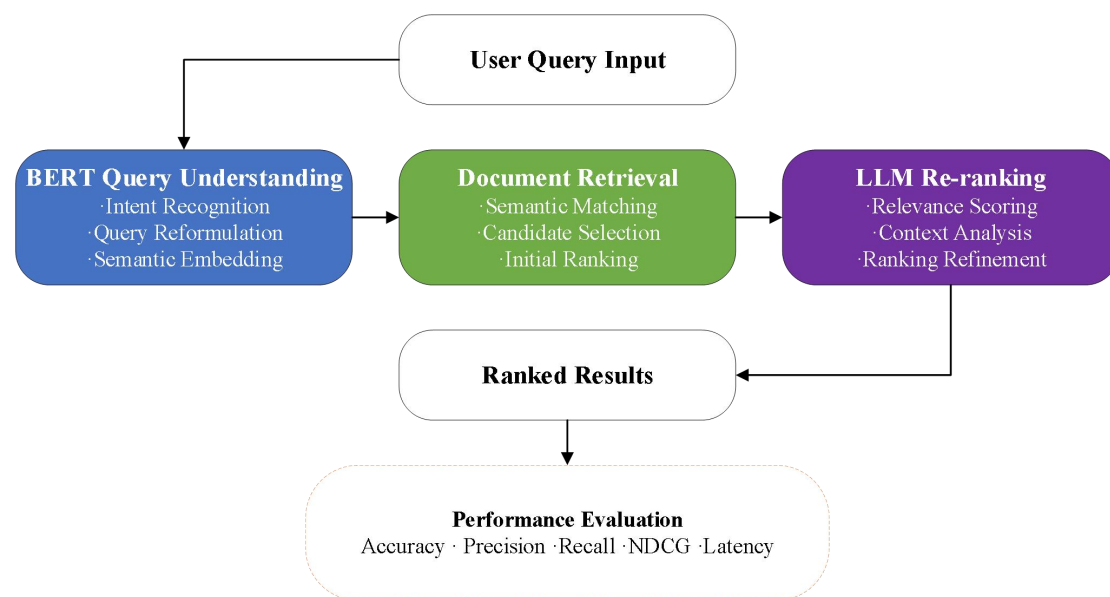 User Query Input
BERT Query Understanding
·Intent Recognition
·Query Reformulation
·Semantic Embedding
Document Retrieval
·Semantic Matching
·Candidate Selection
·Initial Ranking
LLM Re-ranking
·Relevance Scoring
·Context Analysis
·Ranking Refinement
Ranked Results
Performance Evaluation
Accuracy · Precision ·Recall ·NDCG ·Latency